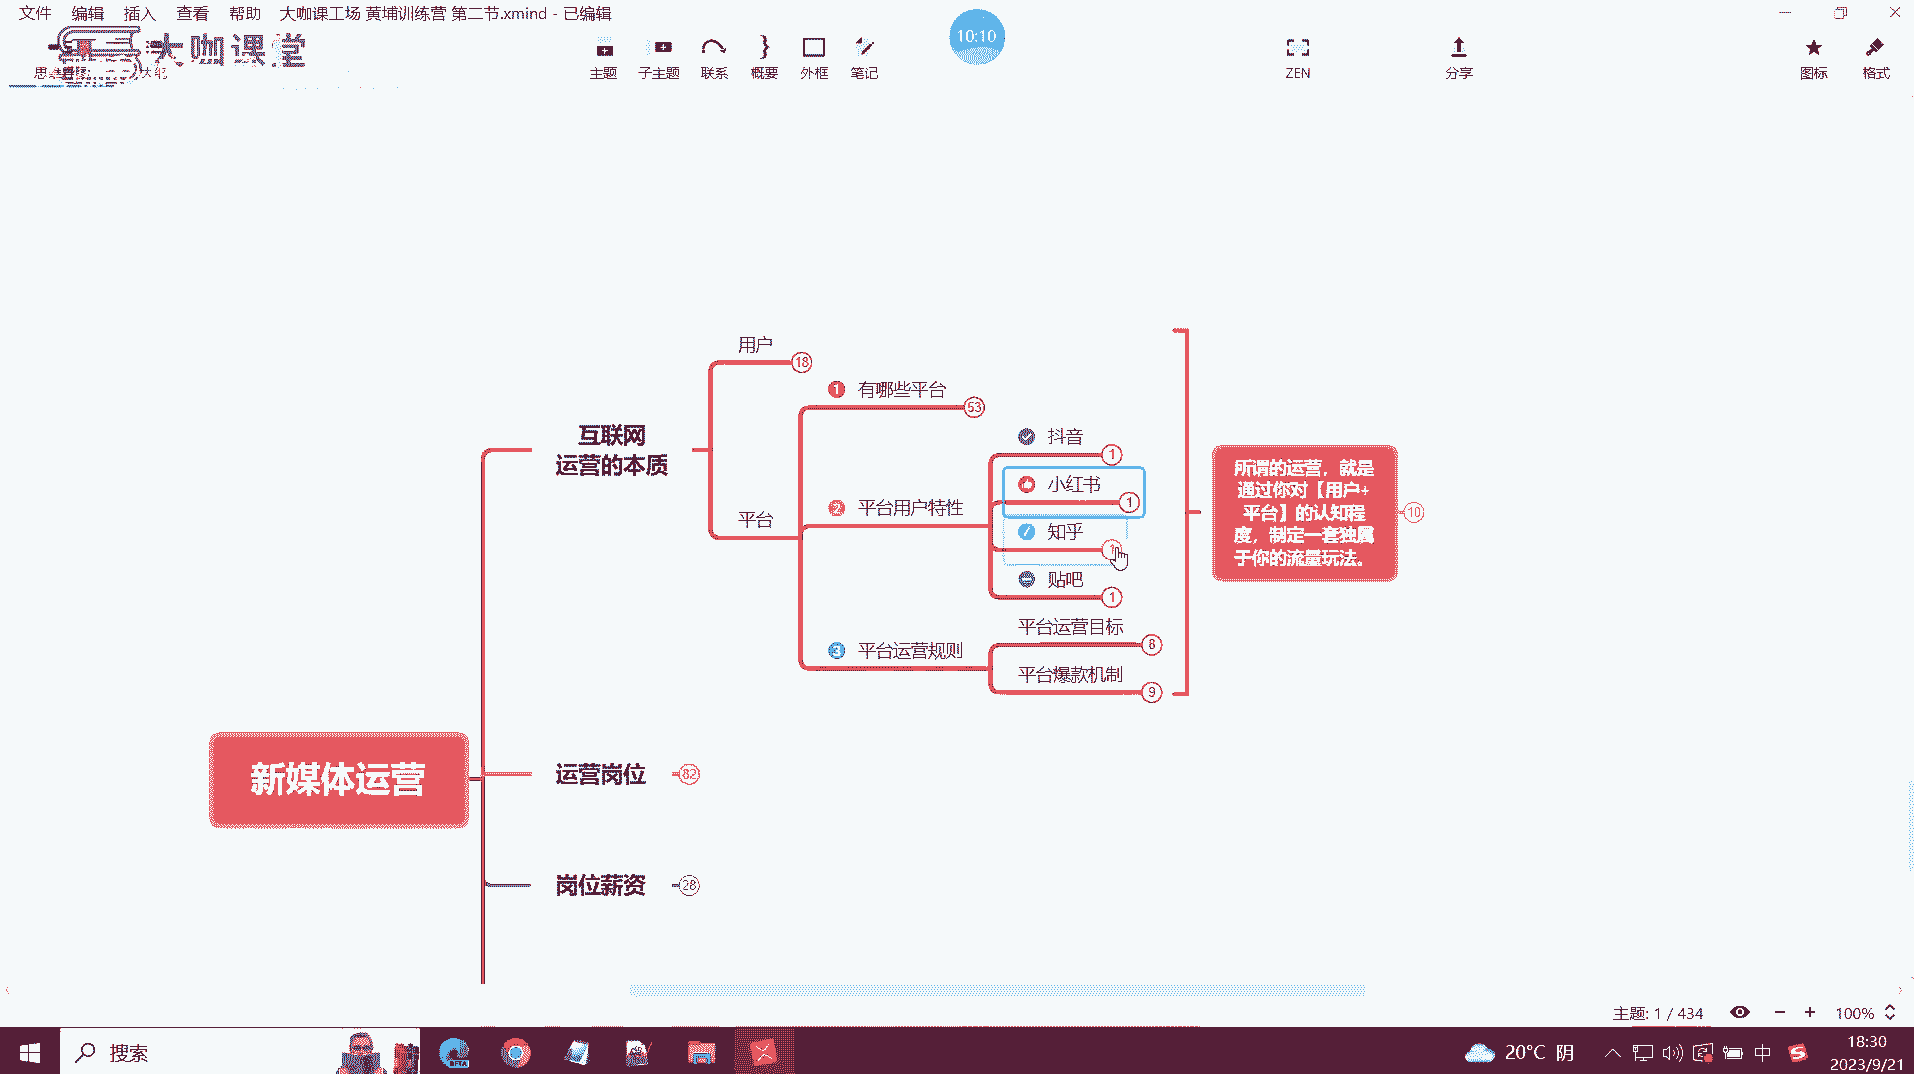 文件 编辑 插入 查看 帮助 大咖课工场 黄埔训练营 第二节.xmind - 已编辑
大咖课堂
主题 子主题 联系 概要 外框 笔记
10:10
ZEN
分享
图标 格式
用户
18
1 有哪些平台
53
互联网
运营的本质
抖音
1
小红书
1
平台
2 平台用户特性
知乎
1
贴吧
1
3 平台运营规则
平台运营目标
8
平台爆款机制
9
所谓的运营，就是
通过你对【用户+
平台】的认知程
度，制定一套独属
于你的流量玩法。
10
新媒体运营
运营岗位
82
岗位薪资
28
主题: 1 / 434
100%
搜索
BETA
20°C 阴
中
18:30
2023/9/21